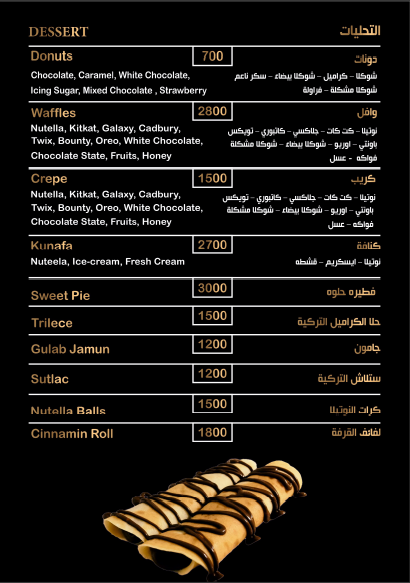 DESSERT التحليات
Donuts 700 دونات
Chocolate, Caramel, White Chocolate, شوكلا – كراميل – شوكلا بيضاء – سكر ناعم
Icing Sugar, Mixed Chocolate , Strawberry شوكلا مشكلة – فراولة
Waffles 2800 وافل
Nutella, Kitkat, Galaxy, Cadbury, نوتيلا – كت كات – جلاكسي – كاتبوري – تويكس
Twix, Bounty, Oreo, White Chocolate, باونتي – اوريو – شوكلا بيضاء – شوكلا مشكلة
Chocolate State, Fruits, Honey فواكه - عسل
Crepe 1500 كريب
Nutella, Kitkat, Galaxy, Cadbury, نوتيلا – كت كات – جلاكسي – كاتبوري – تويكس
Twix, Bounty, Oreo, White Chocolate, باونتي – اوريو – شوكلا بيضاء – شوكلا مشكلة
Chocolate State, Fruits, Honey فواكه – عسل
Kunafa 2700 كنافة
Nuteela, Ice-cream, Fresh Cream نوتيلا – ايسكريم – قشطه
Sweet Pie 3000 فطيره حلوه
Trilece 1500 حلا الكراميل التركية
Gulab Jamun 1200 جامون
Sutlac 1200 ستلاش التركية
Nutella Balls 1500 كرات النوتيلا
Cinnamin Roll 1800 لفائف القرفة